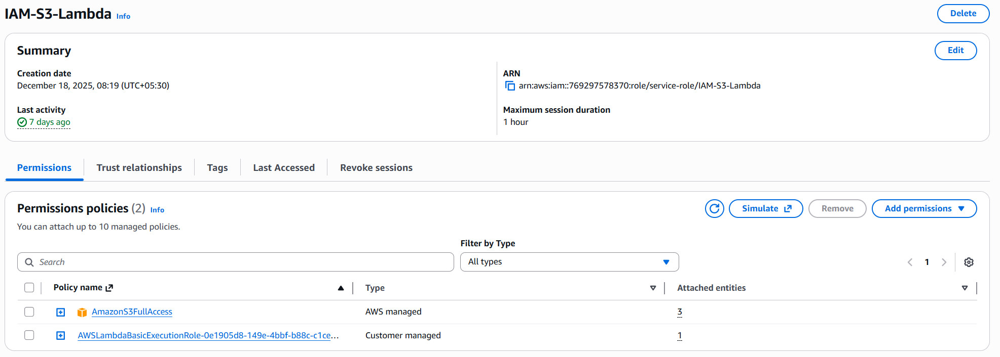 IAM-S3-Lambda Info
Delete
Summary
Edit
Creation date
December 18, 2025, 08:19 (UTC+05:30)
ARN
arn:aws:iam::769297578370:role/service-role/IAM-S3-Lambda
Last activity
7 days ago
Maximum session duration
1 hour
Permissions Trust relationships Tags Last Accessed Revoke sessions
Permissions policies (2) Info
Simulate Remove Add permissions
You can attach up to 10 managed policies.
Filter by Type
Search
All types
1
Policy name Type Attached entities
AmazonS3FullAccess AWS managed 3
AWSLambdaBasicExecutionRole-0e1905d8-149e-4bbf-b88c-c1ce... Customer managed 1